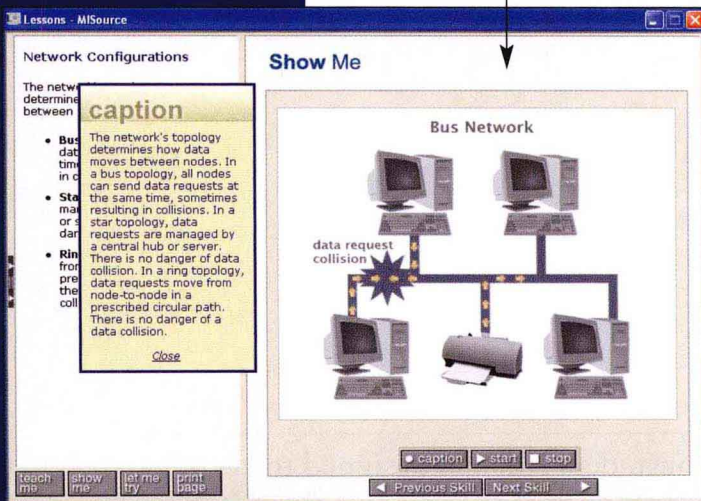 Lessons - MISource
Network Configurations
The netw
determine
between
• Bus
dat
tim
in c
• Sta
ma
or s
dar
• Rin
fro
pre
the
coll
caption
The network's topology
determines how data
moves between nodes. In
a bus topology, all nodes
can send data requests at
the same time, sometimes
resulting in collisions. In a
star topology, data
requests are managed by
a central hub or server.
There is no danger of data
collision. In a ring topology,
data requests move from
node-to-node in a
prescribed circular path.
There is no danger of a
data collision.
Close
Show Me
Bus Network
data request
collision
caption start stop
teach me
show me
let me try
print page
Previous Skill Next Skill